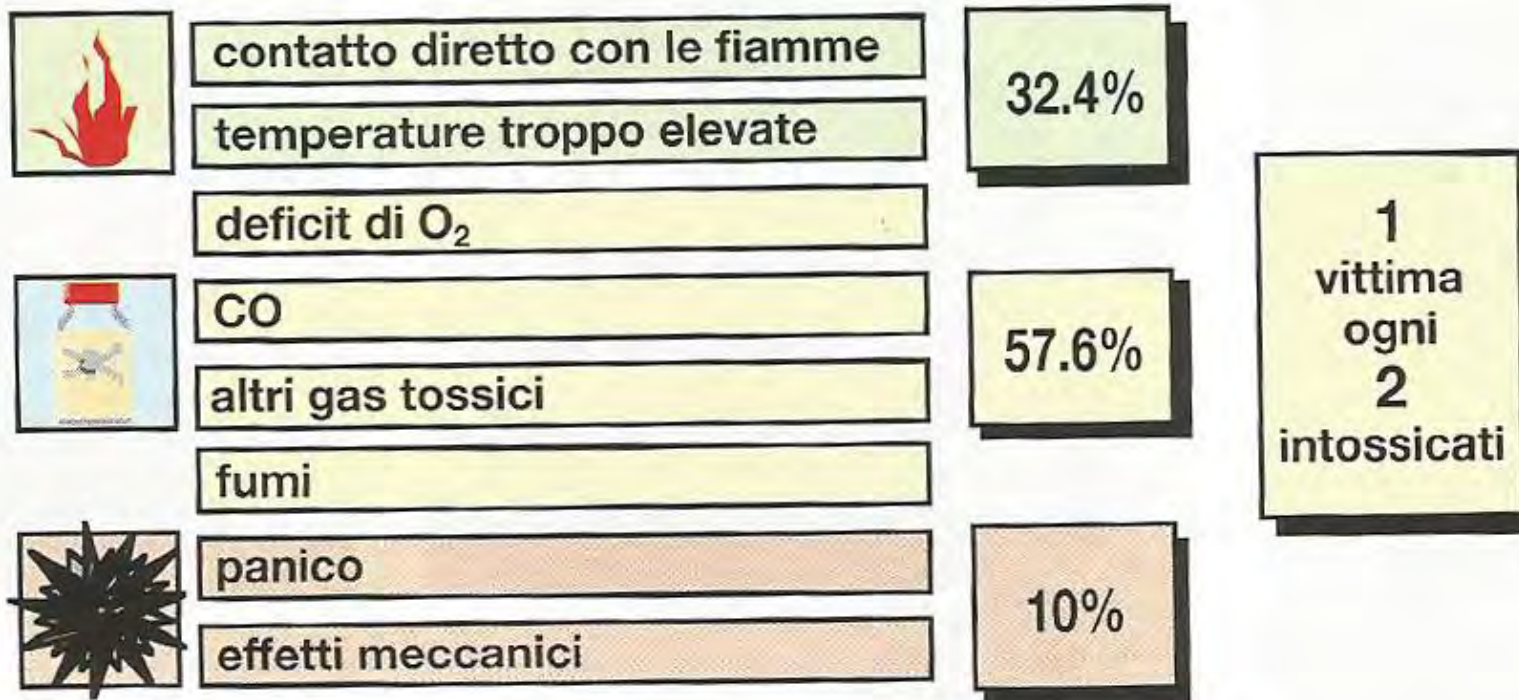 contatto diretto con le fiamme
temperature troppo elevate
32.4%
deficit di O₂
CO
altri gas tossici
fumi
57.6%
panico
effetti meccanici
10%
1
vittima
ogni
2
intossicati